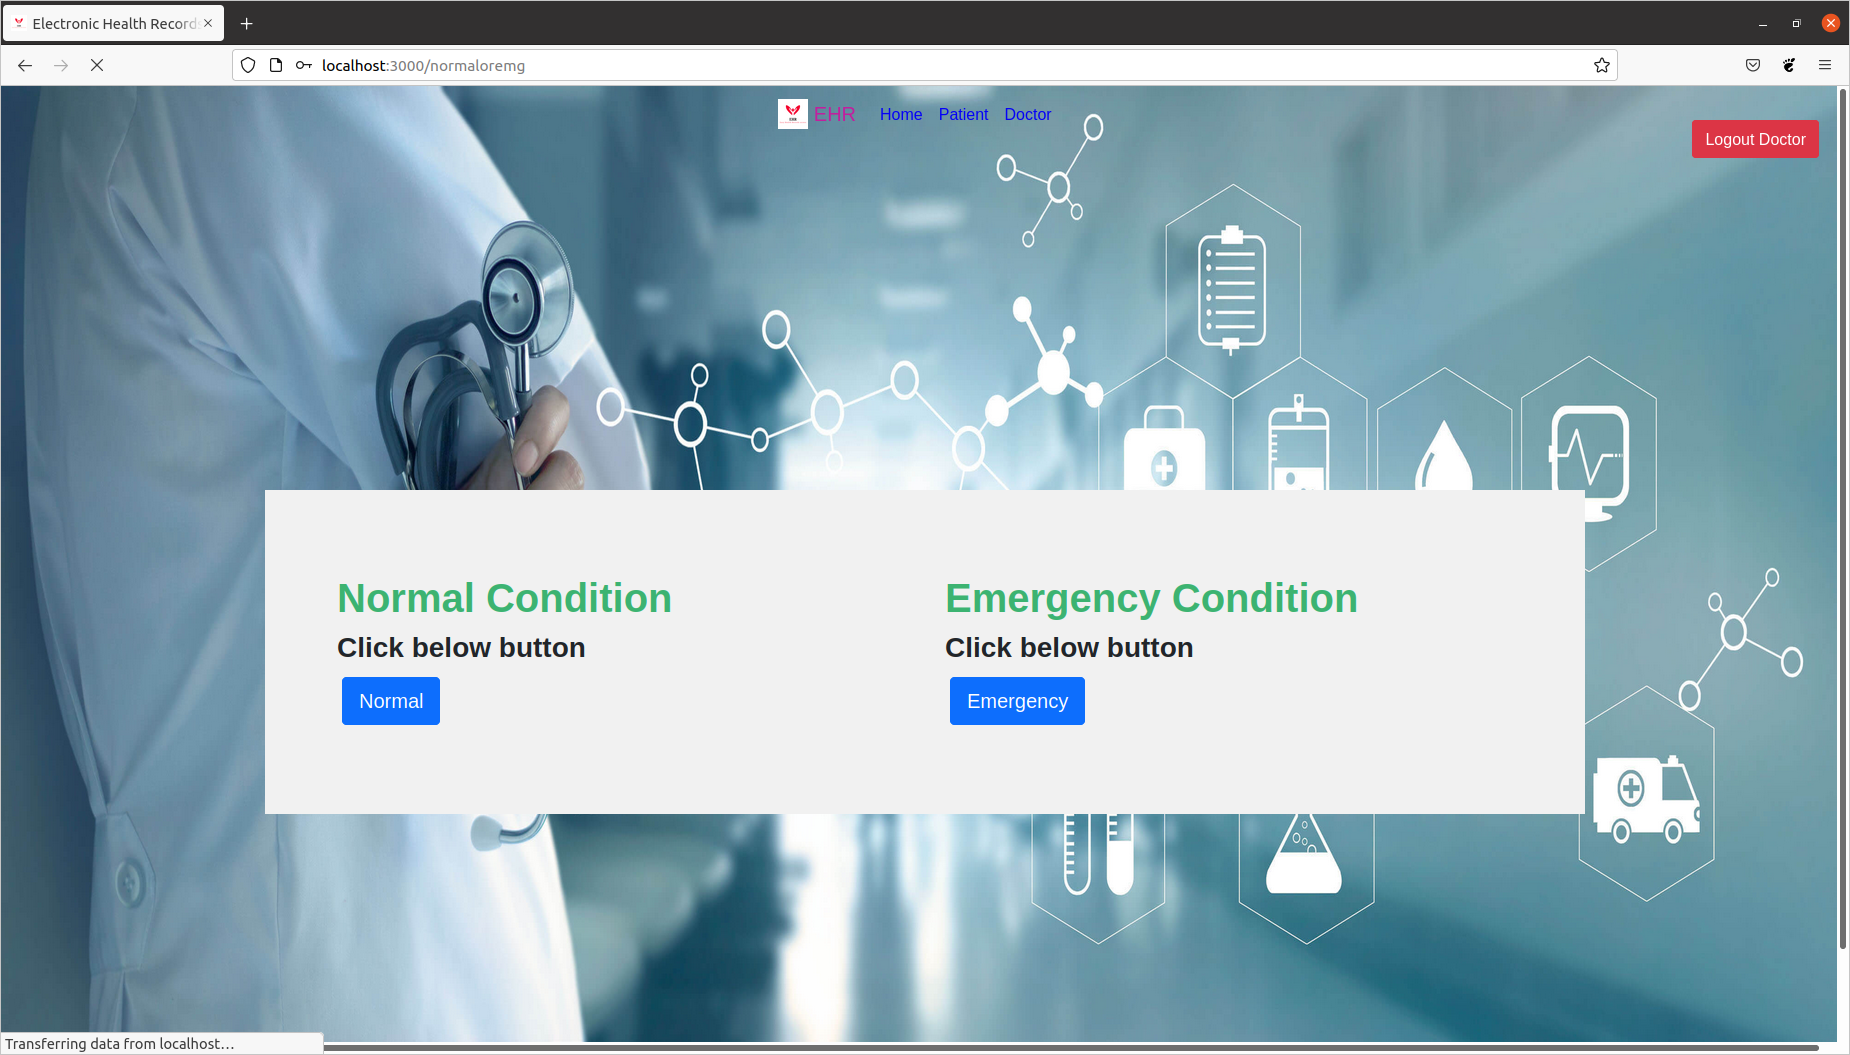 Electronic Health Records
localhost:3000/normaloremg
EHR
Home Patient Doctor
Logout Doctor
Normal Condition
Click below button
Normal
Emergency Condition
Click below button
Emergency
Transferring data from localhost…